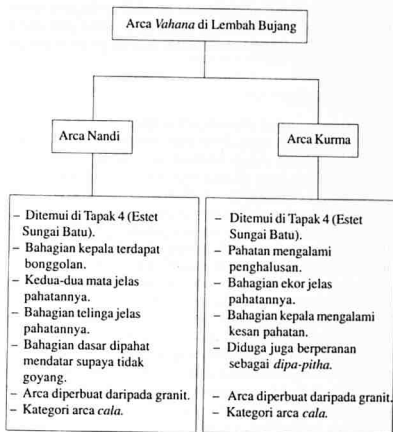 Arca Vahana di Lembah Bujang
Arca Nandi
Arca Kurma
– Ditemui di Tapak 4 (Estet
Sungai Batu).
– Bahagian kepala terdapat
bonggolan.
– Kedua-dua mata jelas
pahatannya.
– Bahagian telinga jelas
pahatannya.
– Bahagian dasar dipahat
mendatar supaya tidak
goyang.
– Arca diperbuat daripada granit.
– Kategori arca cala.
– Ditemui di Tapak 4 (Estet
Sungai Batu).
– Pahatan mengalami
penghalusan.
– Bahagian ekor jelas
pahatannya.
– Bahagian kepala mengalami
kesan pahatan.
– Diduga juga berperanan
sebagai dipa-pitha.
– Arca diperbuat daripada granit.
– Kategori arca cala.